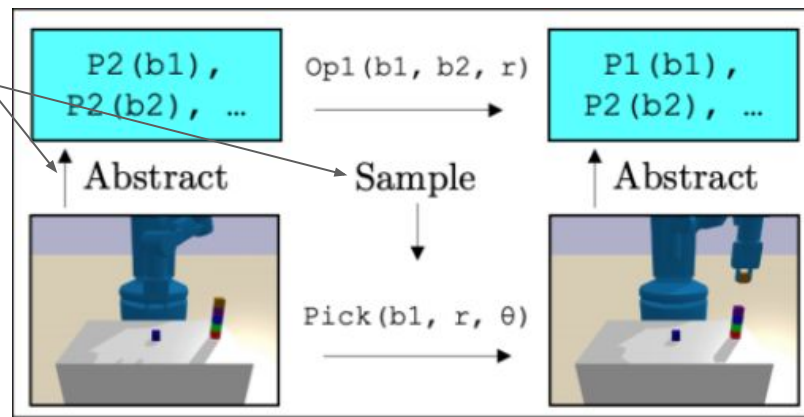 P2(b1),
P2(b2), …
Op1(b1, b2, r)
P1(b1),
P2(b2), …
Abstract
Sample
Abstract
Pick(b1, r, θ)